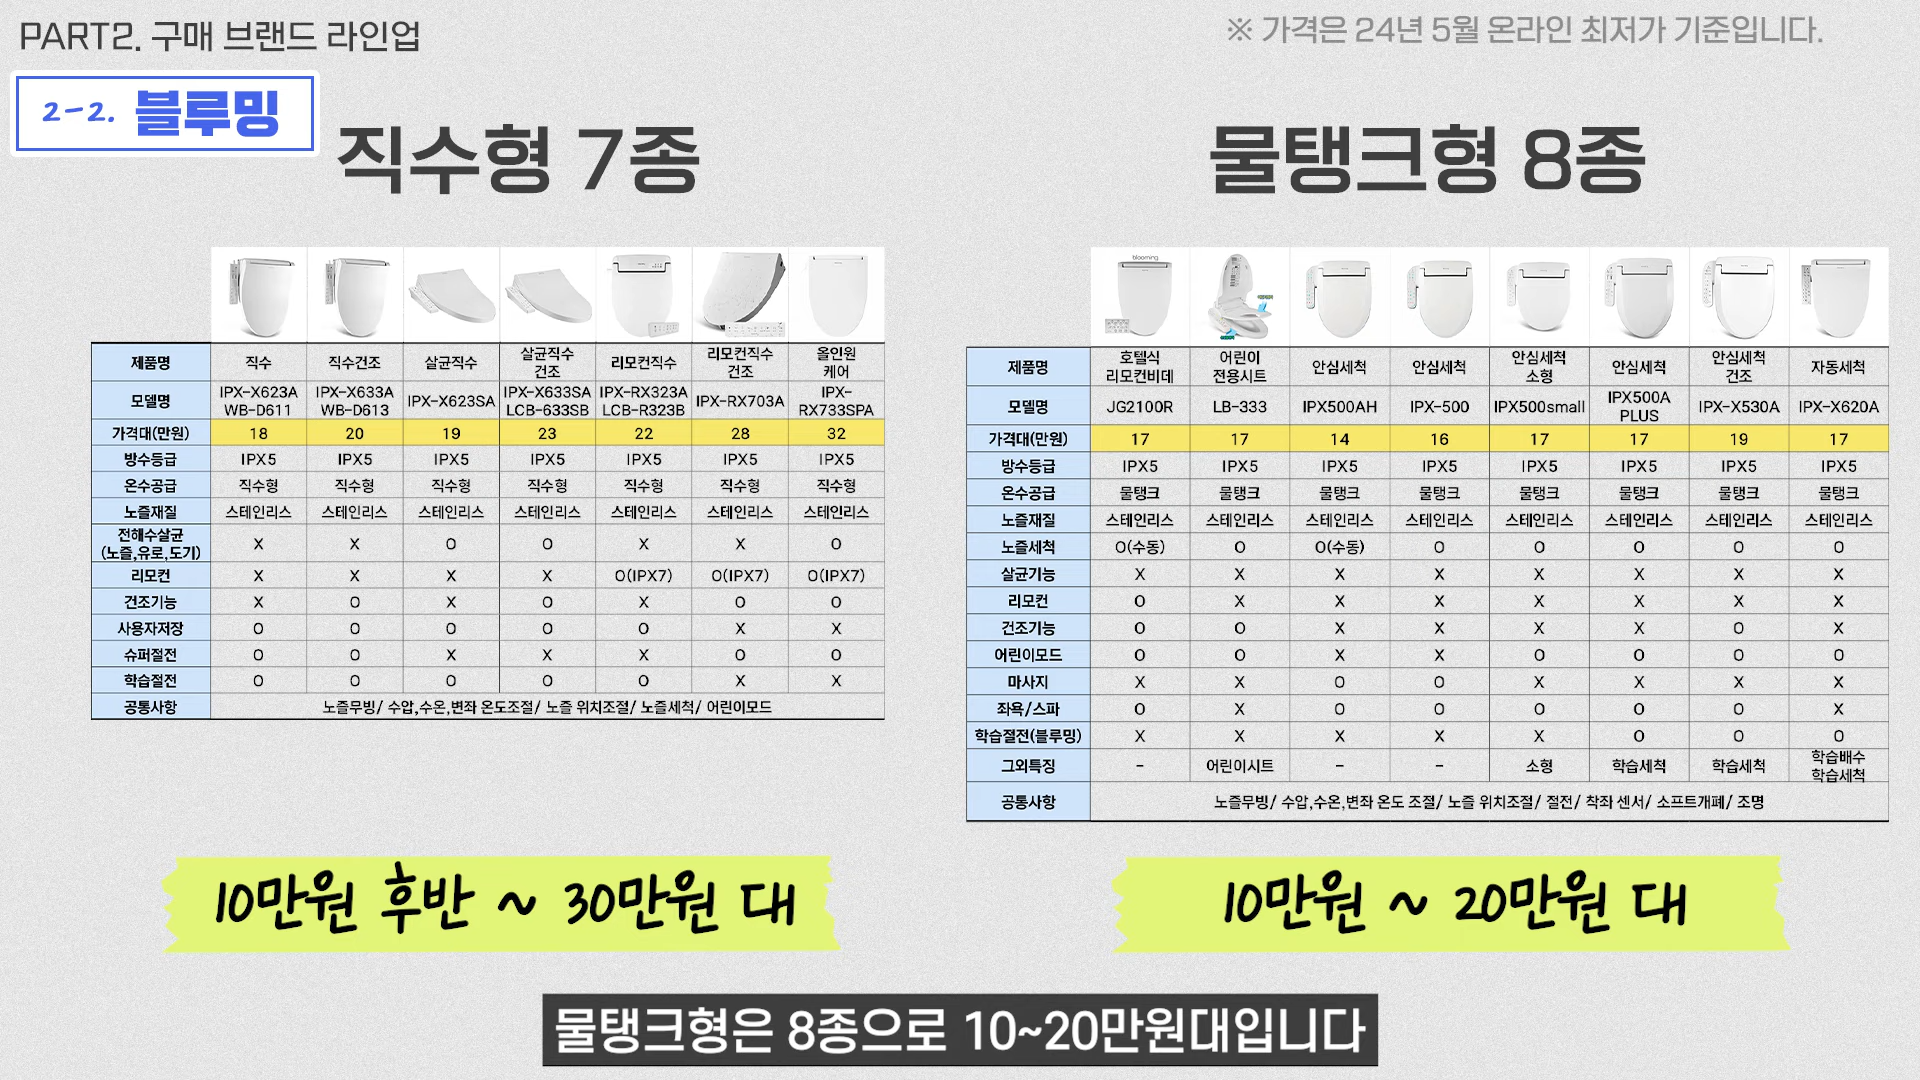 PART2. 구매 브랜드 라인업
※ 가격은 24년 5월 온라인 최저가 기준입니다.
2-2. 블루밍
직수형 7종
제품명 직수 직수건조 살균직수 살균직수 건조 리모컨직수 리모컨직수 건조 올인원 케어
모델명 IPX-X623A WB-D611 IPX-X633A WB-D613 IPX-X623SA IPX-X633SA LCB-633SB IPX-RX323A LCB-R323B IPX-RX703A IPX-RX733SPA
가격대(만원) 18 20 19 23 22 28 32
방수등급 IPX5 IPX5 IPX5 IPX5 IPX5 IPX5 IPX5
온수공급 직수형 직수형 직수형 직수형 직수형 직수형 직수형
노즐재질 스테인리스 스테인리스 스테인리스 스테인리스 스테인리스 스테인리스 스테인리스
전해수살균 (노즐,유로,도기) X X O O X X O
리모컨 X X X X O(IPX7) O(IPX7) O(IPX7)
건조기능 X O X O X O O
사용자저장 O O O O O X X
슈퍼절전 O O X X X O O
학습절전 O O O O O X X
공통사항 노즐무빙/ 수압,수온,변좌 온도조절/ 노즐 위치조절/ 노즐세척/ 어린이모드
10만원 후반 ~ 30만원 대
물탱크형 8종
blooming
제품명 호텔식 리모컨비데 어린이 전용시트 안심세척 안심세척 안심세척 소형 안심세척 안심세척 건조 자동세척
모델명 JG2100R LB-333 IPX500AH IPX-500 IPX500small IPX500A PLUS IPX-X530A IPX-X620A
가격대(만원) 17 17 14 16 17 17 19 17
방수등급 IPX5 IPX5 IPX5 IPX5 IPX5 IPX5 IPX5 IPX5
온수공급 물탱크 물탱크 물탱크 물탱크 물탱크 물탱크 물탱크 물탱크
노즐재질 스테인리스 스테인리스 스테인리스 스테인리스 스테인리스 스테인리스 스테인리스 스테인리스
노즐세척 O(수동) O O(수동) O O O O O
살균기능 X X X X X X X X
리모컨 O X X X X X X X
건조기능 O O X X X X O X
어린이모드 O O X X O O O O
마사지 X X O O X X X X
좌욕/스파 O X O O O O O X
학습절전(블루밍) X X X X X O O O
그외특징 - 어린이시트 - - 소형 학습세척 학습세척 학습배수 학습세척
공통사항 노즐무빙/ 수압,수온,변좌 온도 조절/ 노즐 위치조절/ 절전/ 착좌 센서/ 소프트개폐/ 조명
10만원 ~ 20만원 대
물탱크형은 8종으로 10~20만원대입니다